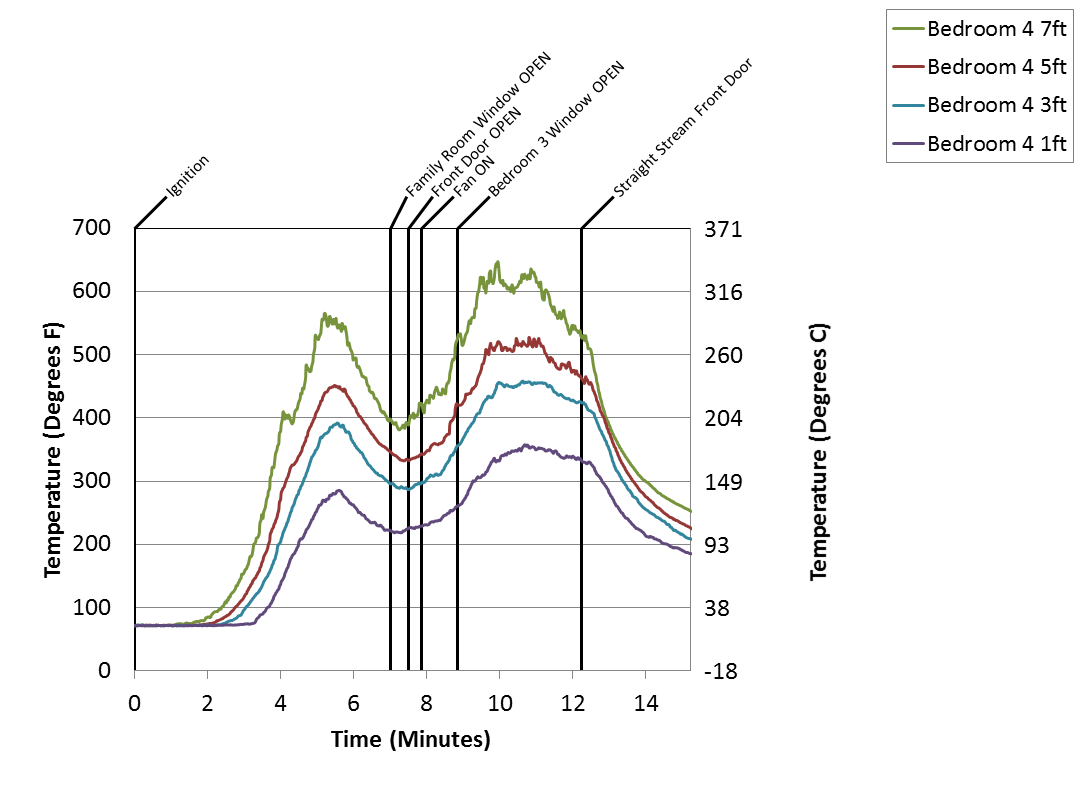 Bedroom 4 7ft
Bedroom 4 5ft
Bedroom 4 3ft
Bedroom 4 1ft
Ignition
Family Room Window OPEN
Front Door OPEN
Fan ON
Bedroom 3 Window OPEN
Straight Stream Front Door
Temperature (Degrees F)
700
600
500
400
300
200
100
0
371
316
260
204
149
93
38
-18
Temperature (Degrees C)
0 2 4 6 8 10 12 14
Time (Minutes)